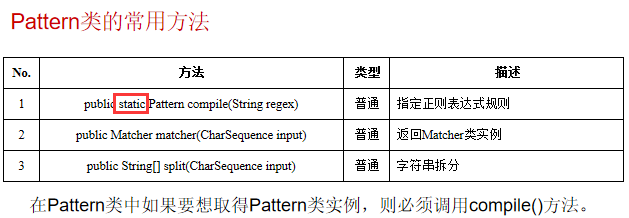 Pattern类的常用方法
No. 方法 类型 描述
1 public static Pattern compile(String regex) 普通 指定正则表达式规则
2 public Matcher matcher(CharSequence input) 普通 返回Matcher类实例
3 public String[] split(CharSequence input) 普通 字符串拆分
在Pattern类中如果要想取得Pattern类实例，则必须调用compile()方法。